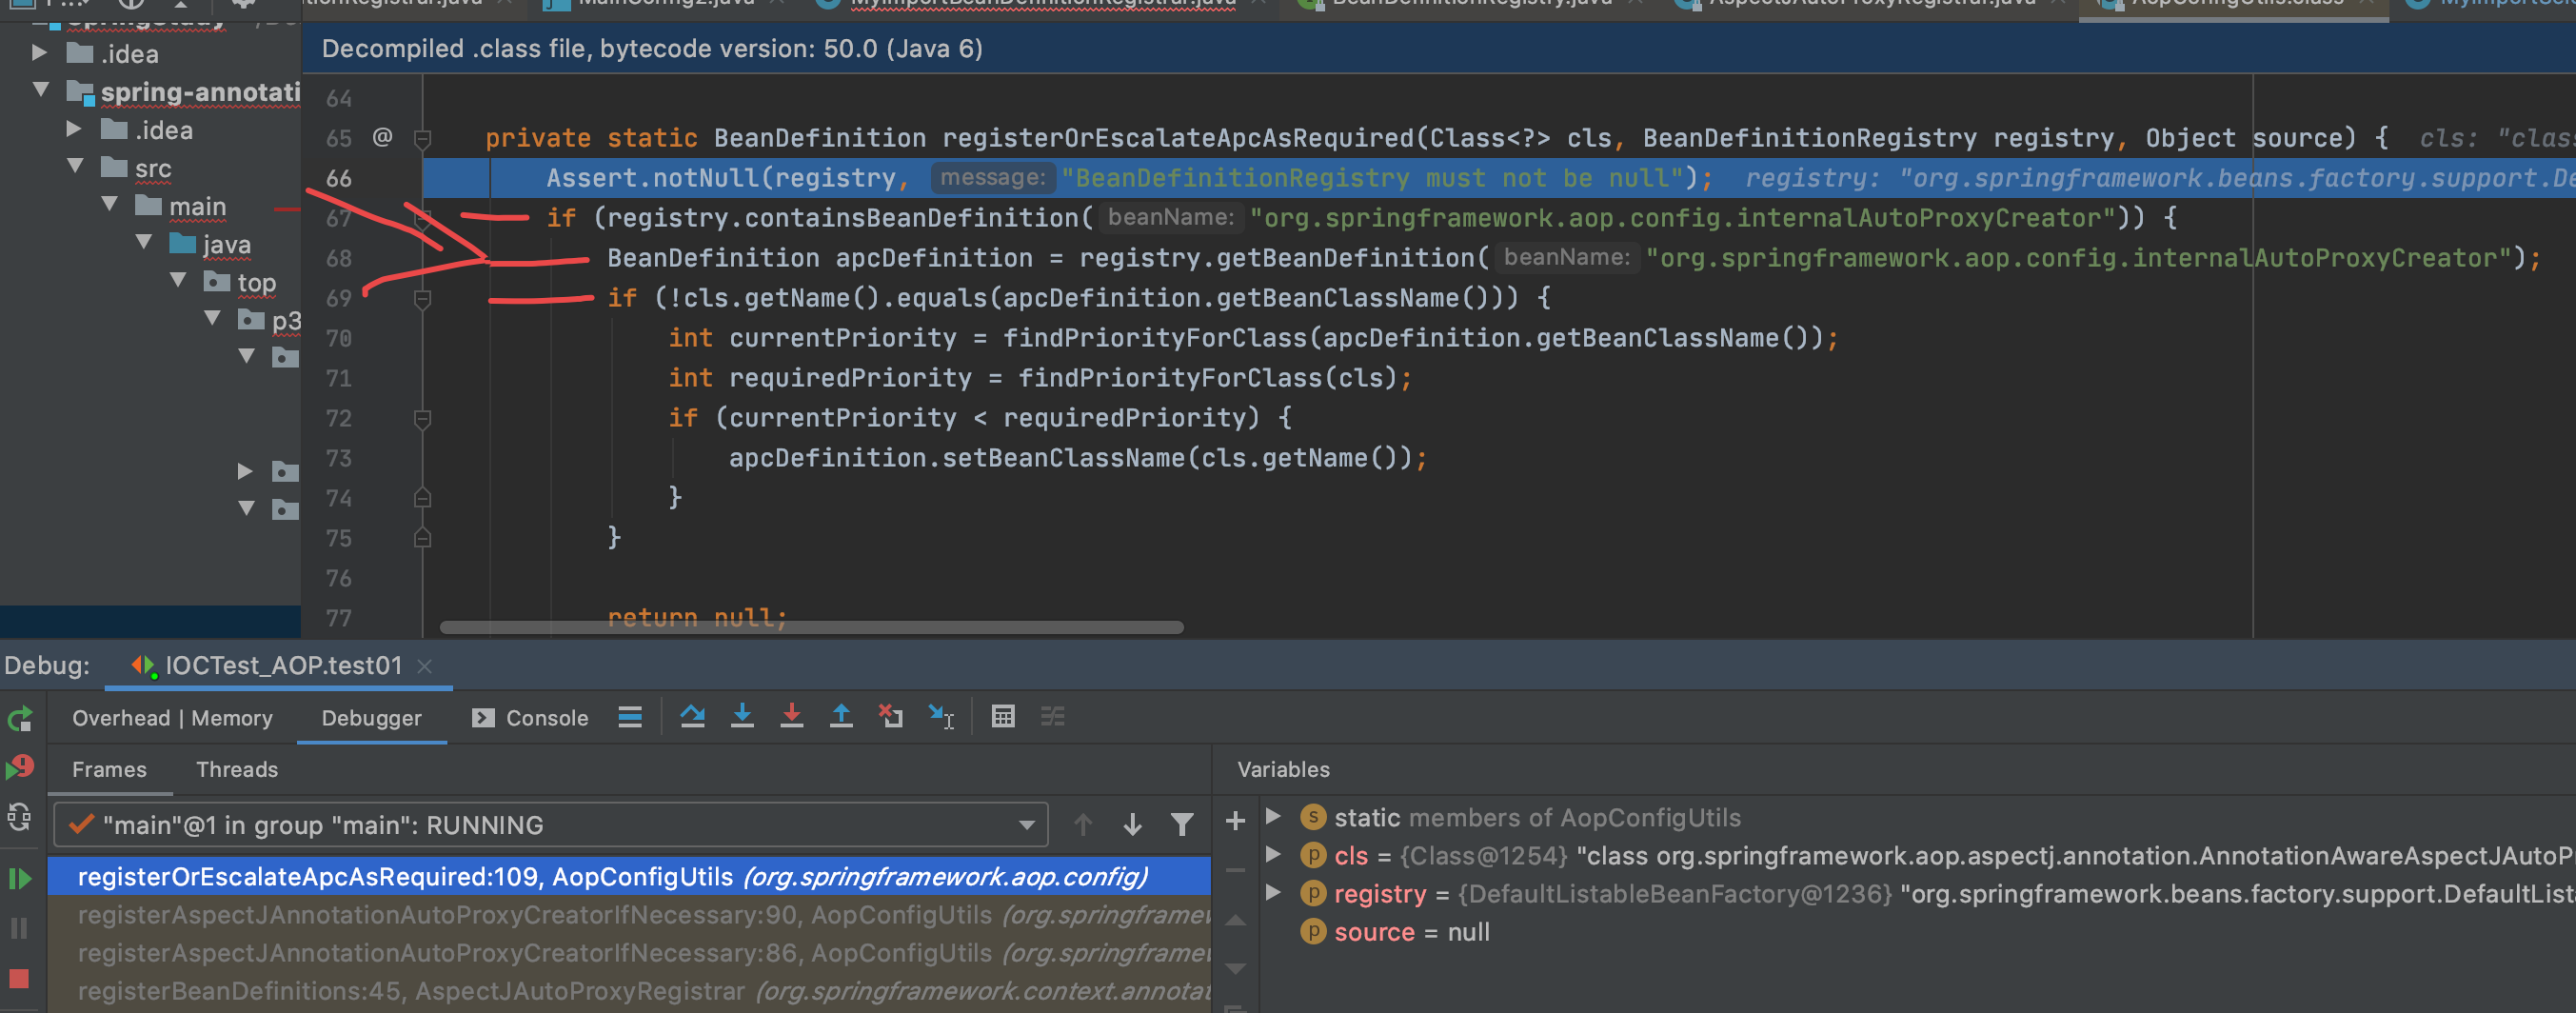 Decompiled .class file, bytecode version: 50.0 (Java 6)
.idea
spring-annotati
.idea
src
main
java
top
p3
64
65 @ private static BeanDefinition registerOrEscalateApcAsRequired(Class<?> cls, BeanDefinitionRegistry registry, Object source) { cls: "clas
66 Assert.notNull(registry, message: "BeanDefinitionRegistry must not be null"); registry: "org.springframework.beans.factory.support.De
67 if (registry.containsBeanDefinition( beanName: "org.springframework.aop.config.internalAutoProxyCreator")) {
68 BeanDefinition apcDefinition = registry.getBeanDefinition( beanName: "org.springframework.aop.config.internalAutoProxyCreator");
69 if (!cls.getName().equals(apcDefinition.getBeanClassName())) {
70 int currentPriority = findPriorityForClass(apcDefinition.getBeanClassName());
71 int requiredPriority = findPriorityForClass(cls);
72 if (currentPriority < requiredPriority) {
73 apcDefinition.setBeanClassName(cls.getName());
74 }
75 }
76
77 return null;
Debug: IOCTest_AOP.test01
Overhead | Memory Debugger Console
Frames Threads
Variables
"main"@1 in group "main": RUNNING
registerOrEscalateApcAsRequired:109, AopConfigUtils (org.springframework.aop.config)
registerAspectJAnnotationAutoProxyCreatorIfNecessary:90, AopConfigUtils (org.springframew
registerAspectJAnnotationAutoProxyCreatorIfNecessary:86, AopConfigUtils (org.springframew
registerBeanDefinitions:45, AspectJAutoProxyRegistrar (org.springframework.context.annotat
s static members of AopConfigUtils
p cls = {Class@1254} "class org.springframework.aop.aspectj.annotation.AnnotationAwareAspectJAutoP
p registry = {DefaultListableBeanFactory@1236} "org.springframework.beans.factory.support.DefaultList
p source = null